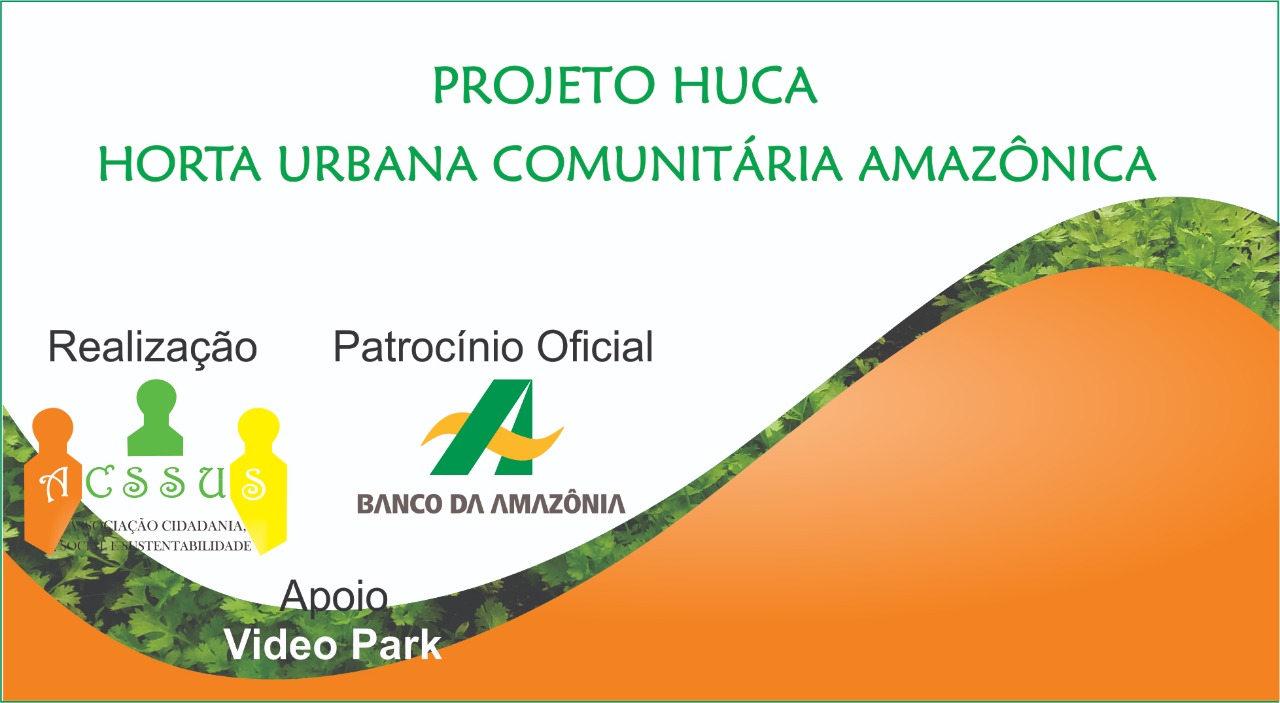 PROJETO HUCA
HORTA URBANA COMUNITÁRIA AMAZÔNICA
Realização
Patrocínio Oficial
ACSSUS
BANCO DA AMAZÔNIA
ASSOCIAÇÃO CIDADANIA,
SOCIAL E SUSTENTABILIDADE
Apoio
Video Park